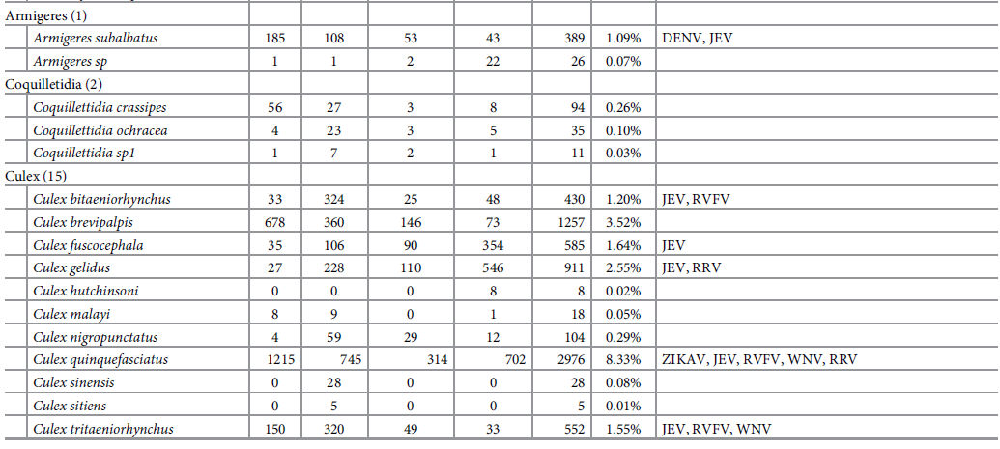 Armigeres (1)
Armigeres subalbatus 185 108 53 43 389 1.09% DENV, JEV
Armigeres sp 1 1 2 22 26 0.07%
Coquilletidia (2)
Coquillettidia crassipes 56 27 3 8 94 0.26%
Coquillettidia ochracea 4 23 3 5 35 0.10%
Coquillettidia sp1 1 7 2 1 11 0.03%
Culex (15)
Culex bitaeniorhynchus 33 324 25 48 430 1.20% JEV, RVFV
Culex brevipalpis 678 360 146 73 1257 3.52%
Culex fuscocephala 35 106 90 354 585 1.64% JEV
Culex gelidus 27 228 110 546 911 2.55% JEV, RRV
Culex hutchinsoni 0 0 0 8 8 0.02%
Culex malayi 8 9 0 1 18 0.05%
Culex nigropunctatus 4 59 29 12 104 0.29%
Culex quinquefasciatus 1215 745 314 702 2976 8.33% ZIKAV, JEV, RVFV, WNV, RRV
Culex sinensis 0 28 0 0 28 0.08%
Culex sitiens 0 5 0 0 5 0.01%
Culex tritaeniorhynchus 150 320 49 33 552 1.55% JEV, RVFV, WNV